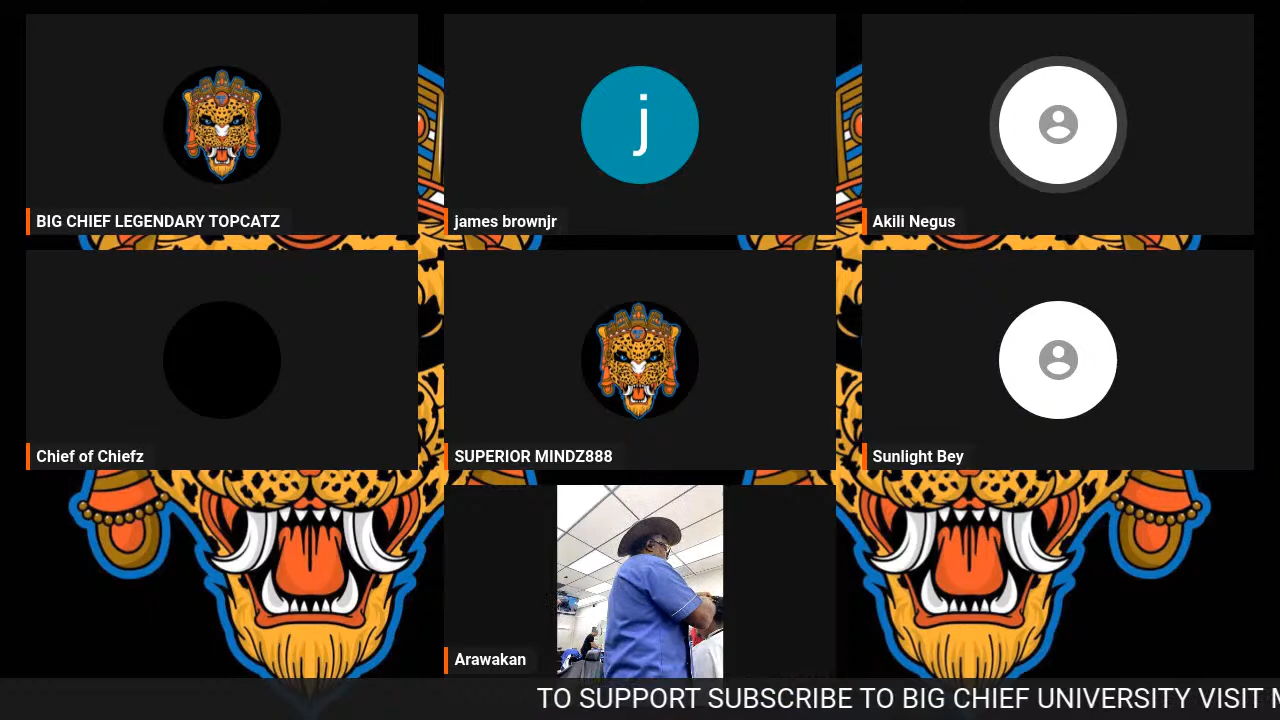 j
BIG CHIEF LEGENDARY TOPCATZ
james brownjr
Akili Negus
Chief of Chiefz
SUPERIOR MINDZ888
Sunlight Bey
Arawakan
TO SUPPORT SUBSCRIBE TO BIG CHIEF UNIVERSITY VISIT